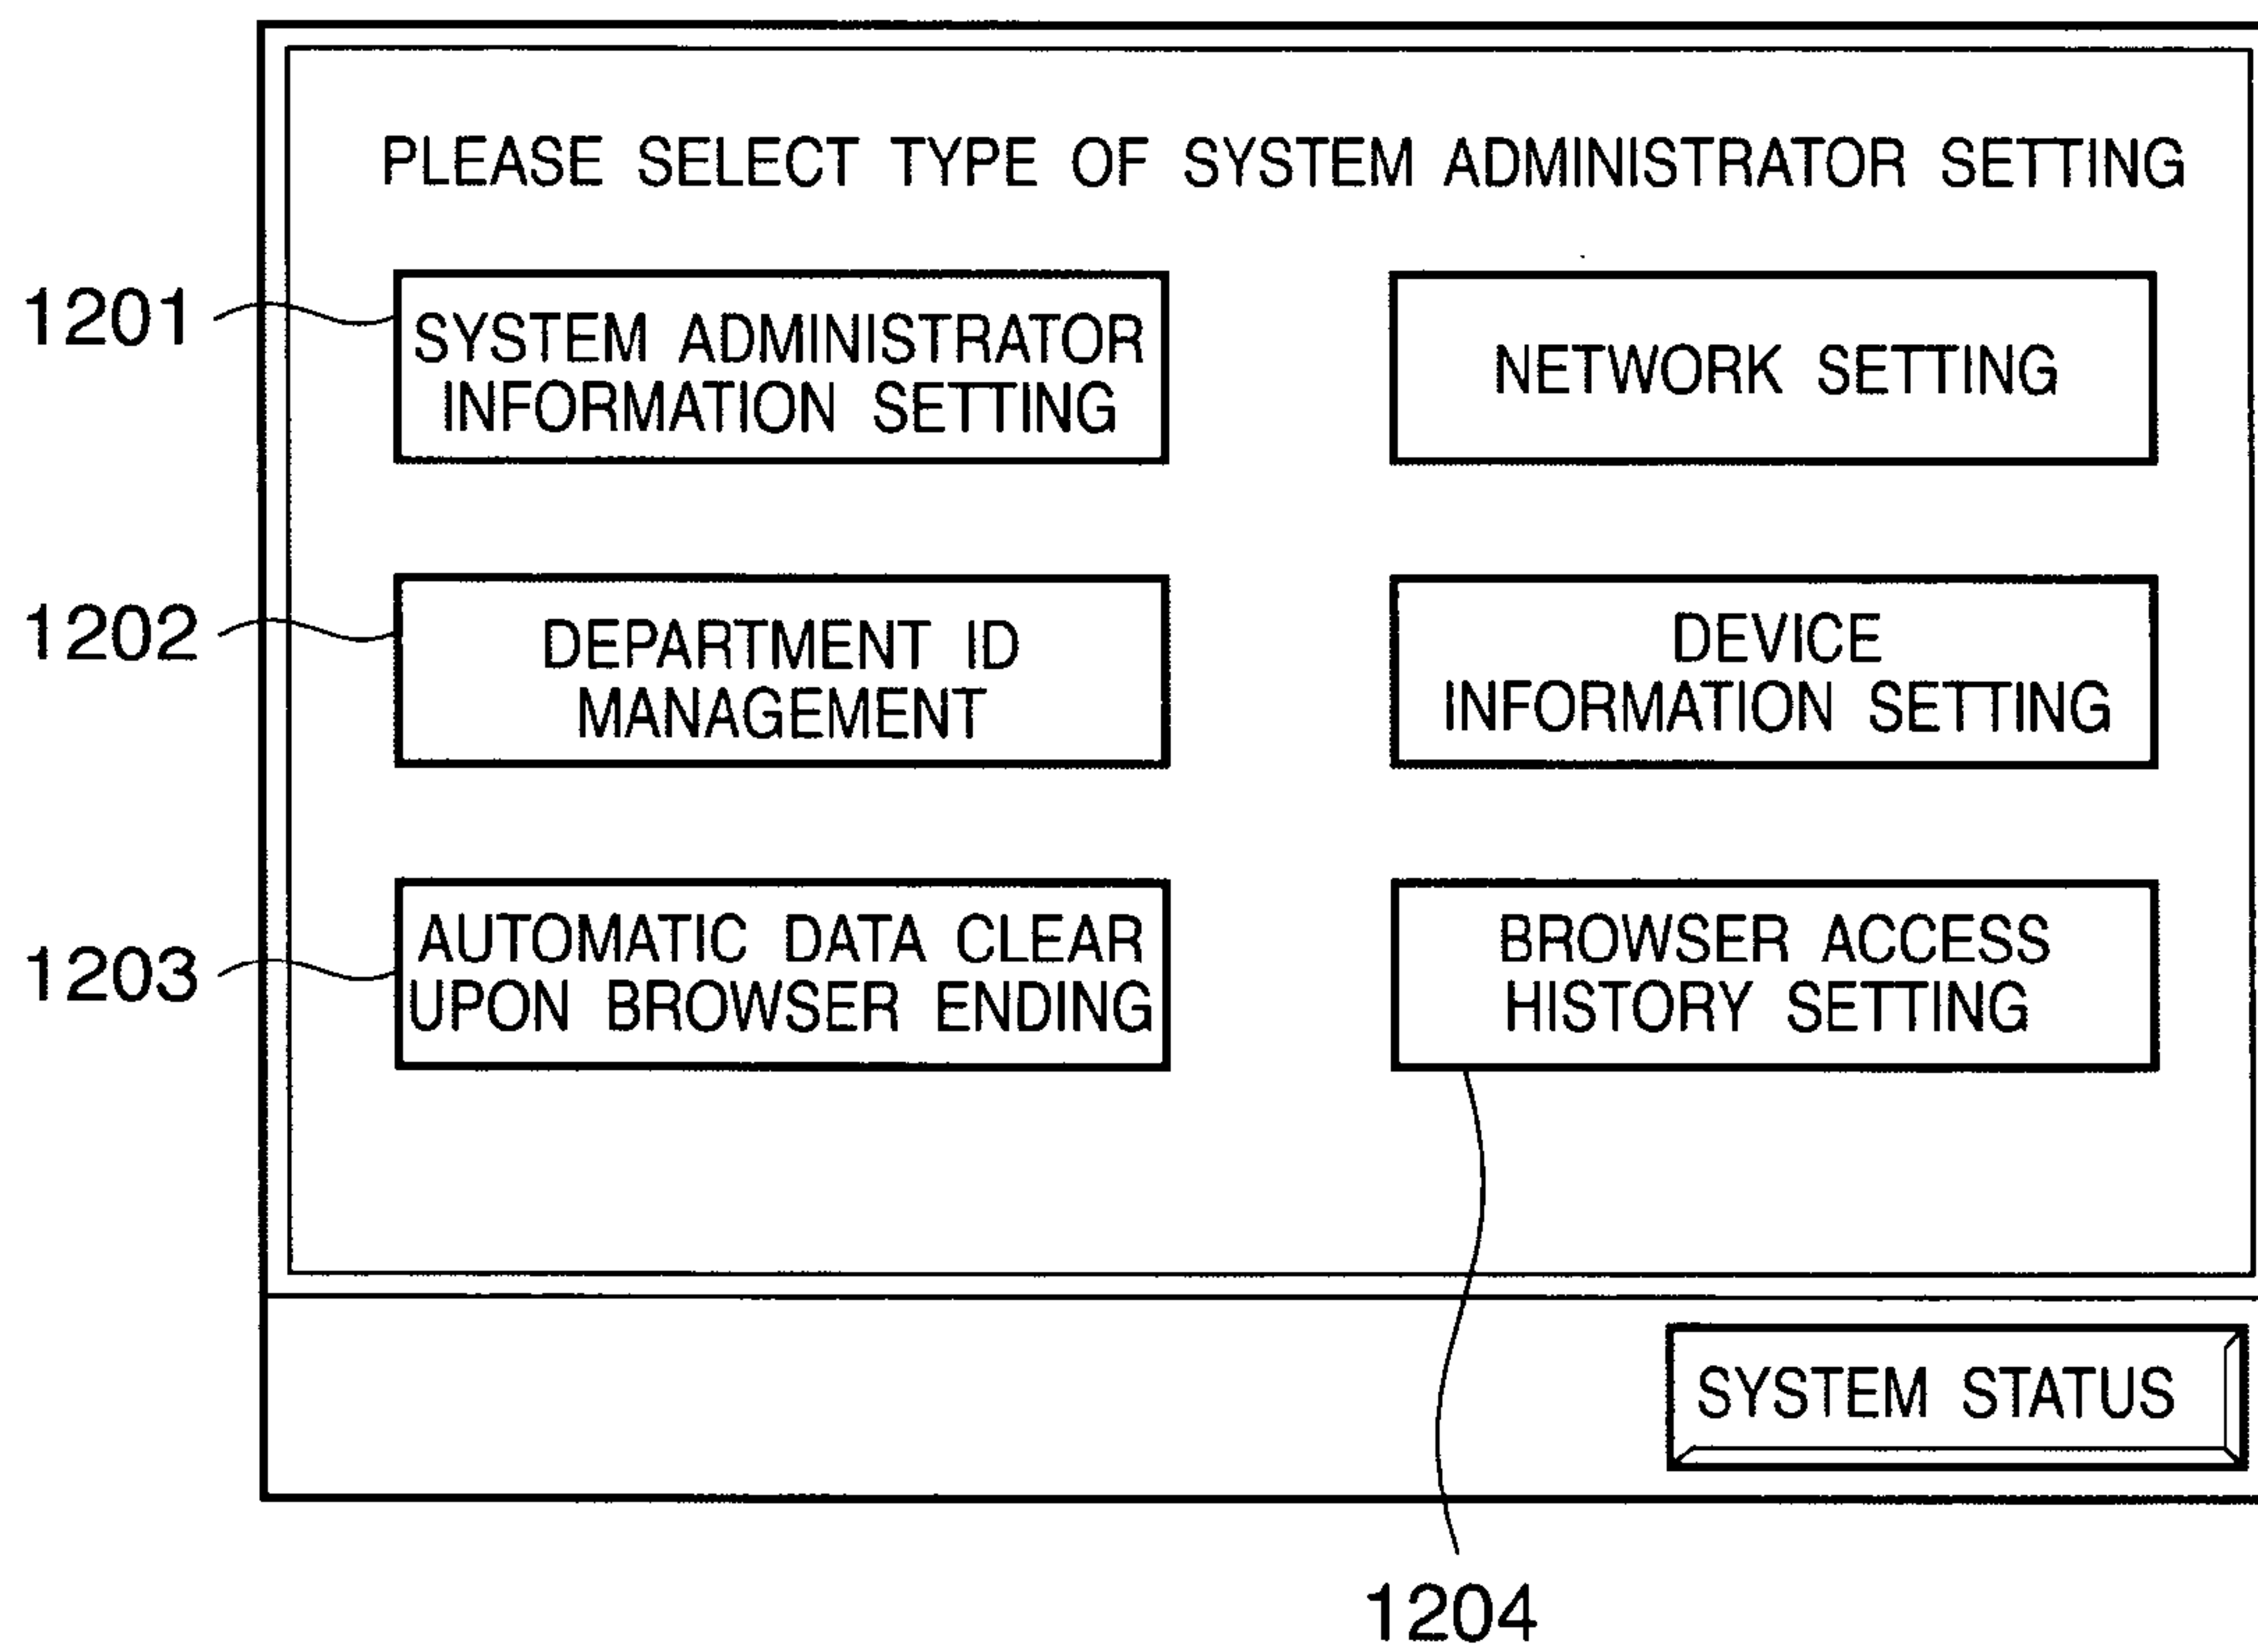 PLEASE SELECT TYPE OF SYSTEM ADMINISTRATOR SETTING
1201
SYSTEM ADMINISTRATOR
INFORMATION SETTING
NETWORK SETTING
1202
DEPARTMENT ID
MANAGEMENT
DEVICE
INFORMATION SETTING
1203
AUTOMATIC DATA CLEAR
UPON BROWSER ENDING
BROWSER ACCESS
HISTORY SETTING
SYSTEM STATUS
1204